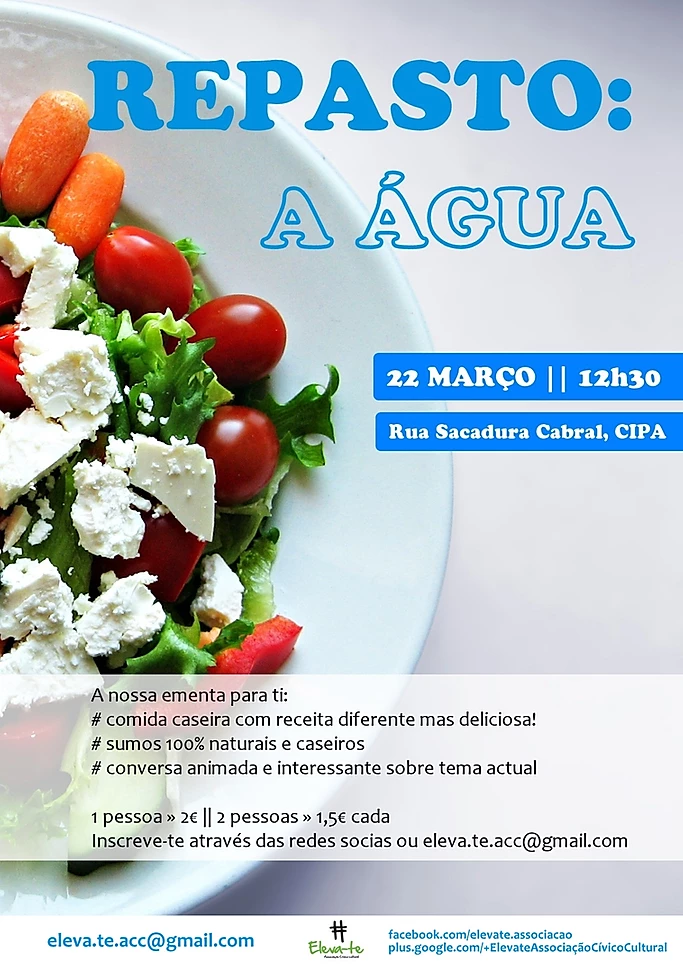 REPASTO:
A ÁGUA
22 MARÇO || 12h30
Rua Sacadura Cabral, CIPA
A nossa ementa para ti:
# comida caseira com receita diferente mas deliciosa!
# sumos 100% naturais e caseiros
# conversa animada e interessante sobre tema actual
1 pessoa » 2€ || 2 pessoas » 1,5€ cada
Inscreve-te através das redes socias ou eleva.te.acc@gmail.com
eleva.te.acc@gmail.com
Eleva-te
facebook.com/elevate.associacao
plus.google.com/+ElevateAssociaçãoCívicoCultural